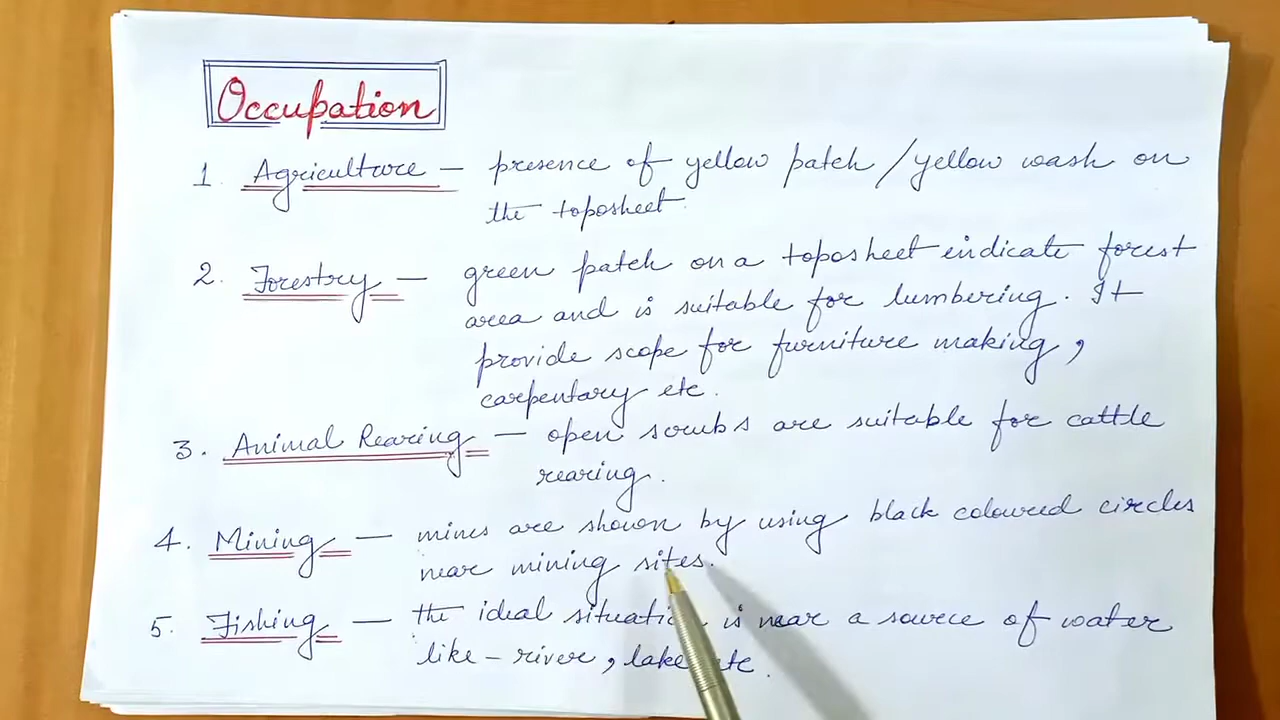 Occupation
1. Agriculture — presence of yellow patch / yellow wash on
the toposheet.
2. Forestry — green patch on a toposheet indicate forest
area and is suitable for lumbering. It
provide scope for furniture making,
carpentary etc.
3. Animal Rearing — open scrubs are suitable for cattle
rearing.
4. Mining — mines are shown by using black coloured circles
near mining sites.
5. Fishing — the ideal situation is near a source of water
like - river, lake etc.